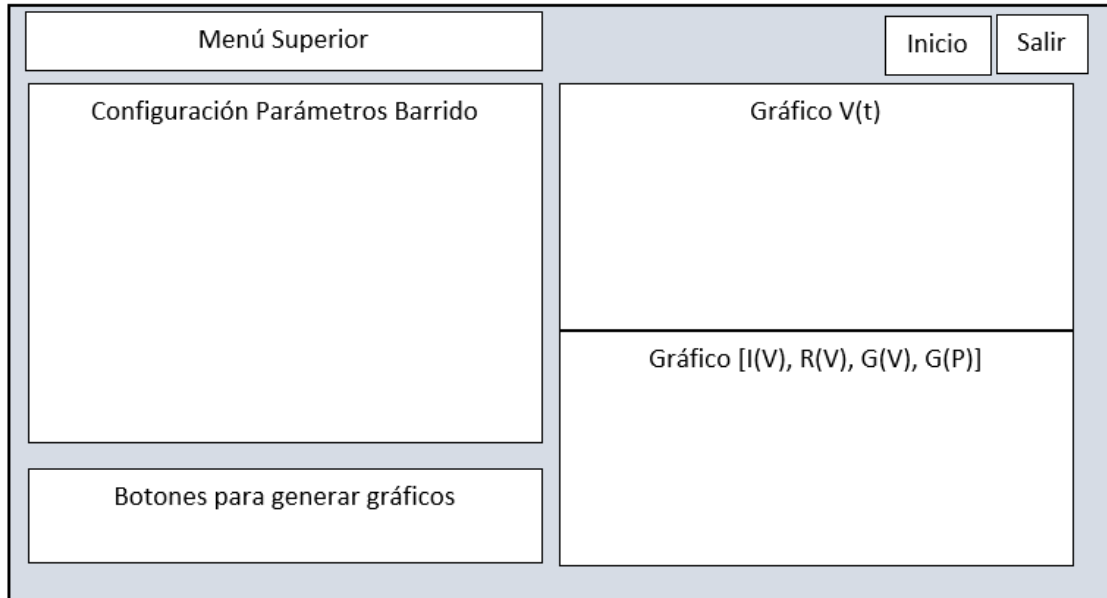 Menú Superior
Inicio
Salir
Configuración Parámetros Barrido
Gráfico V(t)
Gráfico [I(V), R(V), G(V), G(P)]
Botones para generar gráficos